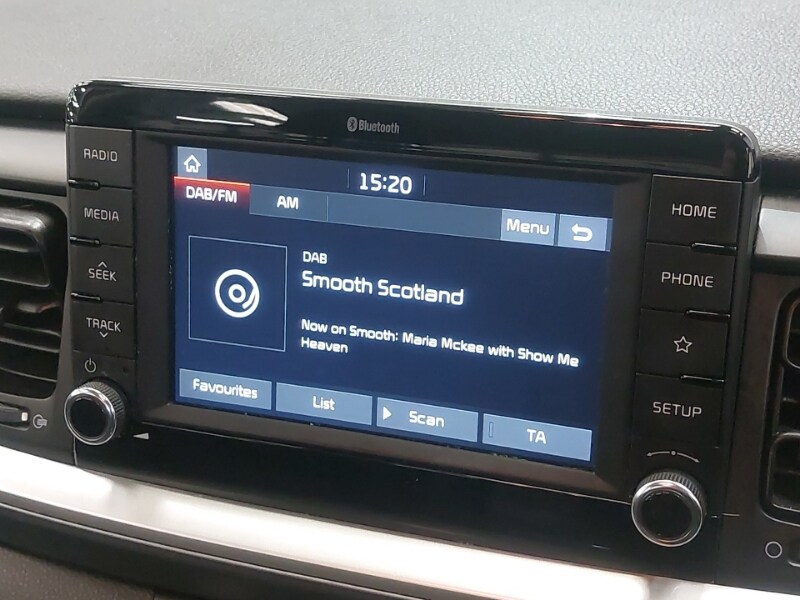 Bluetooth
RADIO
MEDIA
SEEK
TRACK
15:20
DAB/FM
AM
Menu
DAB
Smooth Scotland
Now on Smooth: Maria Mckee with Show Me
Heaven
Favourites
List
Scan
TA
HOME
PHONE
SETUP